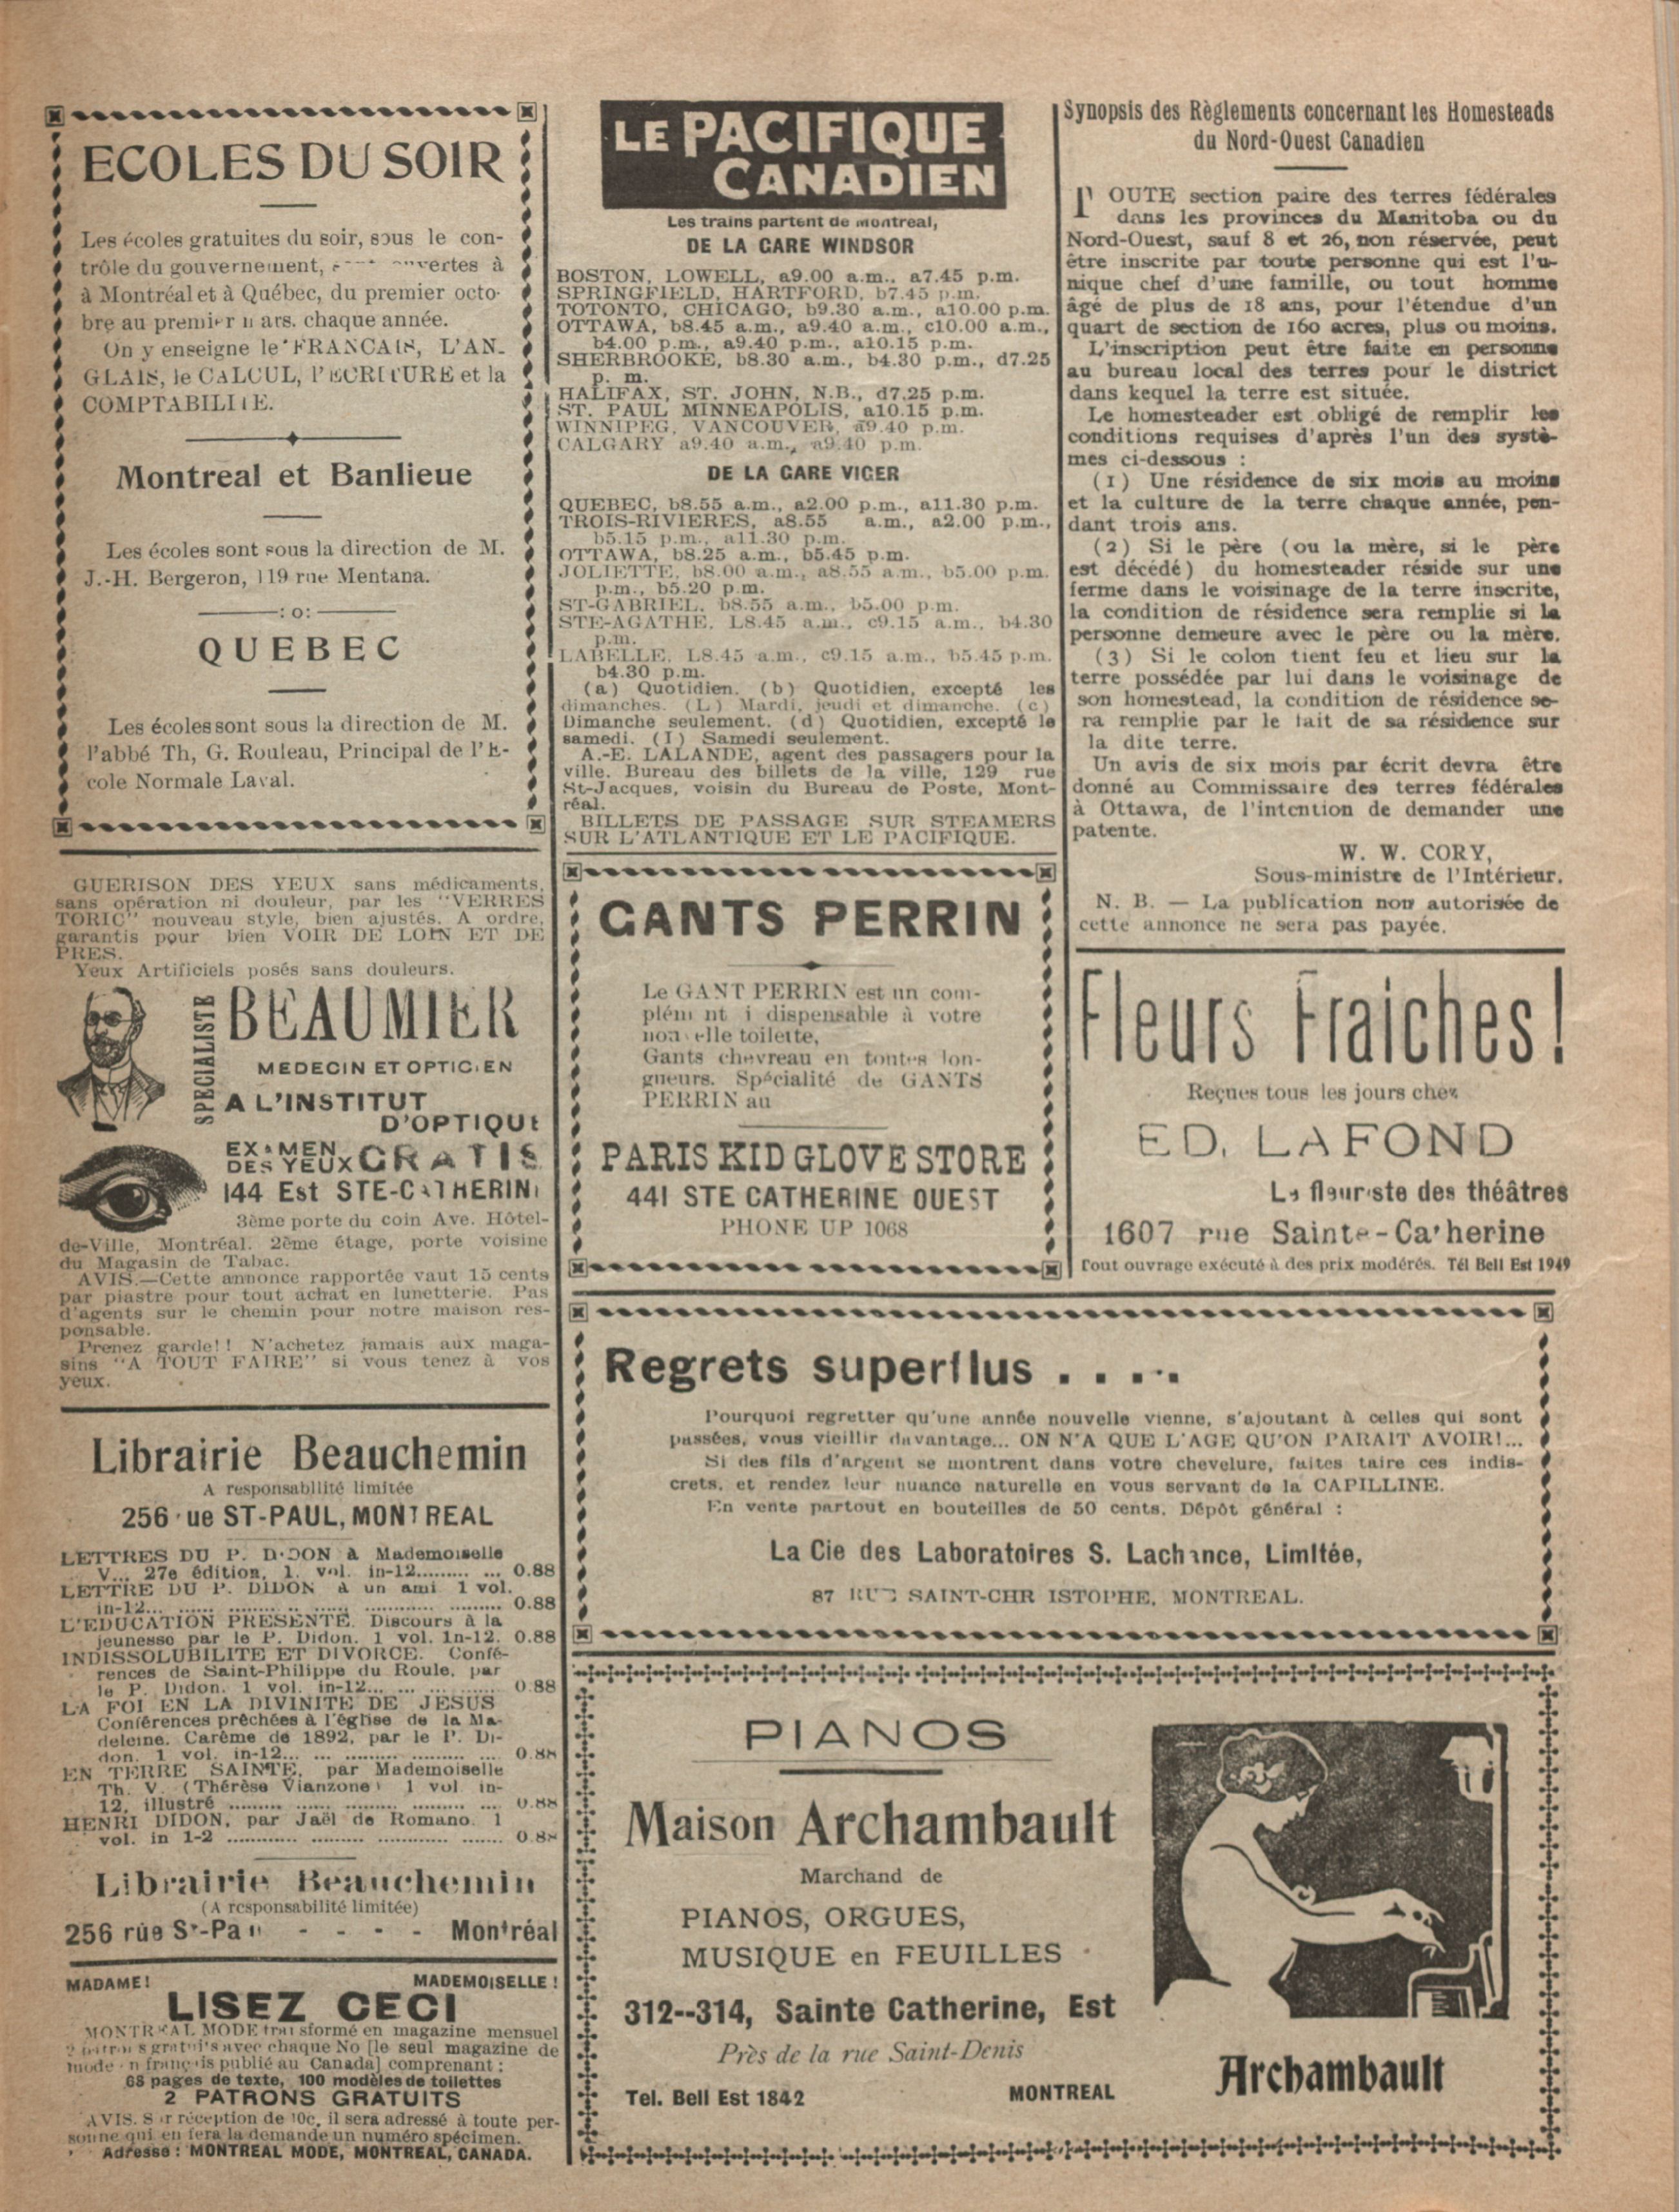 ECOLES DU SOIR
Les écoles gratuites du soir, sous le con-
trôle du gouvernement, vertes à
à Montréal et à Québec, du premier octo-
bre au premier ars. chaque année.
On y enseigne le FRANCAIS, L'AN-
GLAIS, le CALCUL, l'ECRITURE et la
COMPTABILITE.
Montreal et Banlieue
Les écoles sont sous la direction de M.
J.-H. Bergeron, 119 rue Mentana.
:o:
QUEBEC
Les écoles sont sous la direction de M.
l'abbé Th, G. Rouleau, Principal de l'E-
cole Normale Laval.
GUERISON DES YEUX sans médicaments,
sans opération ni douleur, par les "VERRES
TORIC" nouveau style, bien ajustés. A ordre,
garantis pour bien VOIR DE LOIN ET DE
PRES.
Yeux Artificiels posés sans douleurs.
SPECIALISTE
BEAUMIER
MEDECIN ET OPTICIEN
A L'INSTITUT
D'OPTIQUE
EXAMEN
DES YEUX GRATIS
144 Est STE-CATHERINE
3ème porte du coin Ave. Hôtel-
de-Ville, Montréal. 2ème étage, porte voisine
du Magasin de Tabac.
AVIS.—Cette annonce rapportée vaut 15 cents
par piastre pour tout achat en lunetterie. Pas
d'agents sur le chemin pour notre maison res-
ponsable.
Prenez garde!! N'achetez jamais aux maga-
sins "A TOUT FAIRE" si vous tenez à vos
yeux.
Librairie Beauchemin
A responsabilité limitée
256 rue ST-PAUL, MONTREAL
LETTRES DU P. DIDON à Mademoiselle
V... 27e édition, 1. vol. in-12......... ... 0.88
LETTRE DU P. DIDON à un ami 1 vol.
in-12... ...... ......... .. ...... ............ ......... 0.88
L'EDUCATION PRESENTE. Discours à la
jeunesse par le P. Didon. 1 vol. in-12. 0.88
INDISSOLUBILITE ET DIVORCE. Confé-
rences de Saint-Philippe du Roule, par
le P. Didon. 1 vol. in-12... ... ... ......... 0.88
LA FOI EN LA DIVINITE DE JESUS
Conférences prêchées à l'église de la Ma-
deleine. Carême de 1892, par le P. Di-
don. 1 vol. in-12... ... ......... ......... .... 0.88
EN TERRE SAINTE, par Mademoiselle
Th. V. (Thérèse Vianzone) 1 vol. in-
12, illustré ......... ...... ......... ......... .... 0.88
HENRI DIDON, par Jaël de Romano. 1
vol. in 1-2 ............ ......... ............ ....... 0.88
Librairie Beauchemin
(A responsabilité limitée)
256 rue St-Paul - - - - Montréal
MADAME! MADEMOISELLE!
LISEZ CECI
MONTREAL MODE transformé en magazine mensuel
2 patrons gratuits avec chaque No [le seul magazine de
mode en français publié au Canada] comprenant:
68 pages de texte, 100 modèles de toilettes
2 PATRONS GRATUITS
AVIS. Sur réception de 10c, il sera adressé à toute per-
sonne qui en fera la demande un numéro spécimen.
Adresse: MONTREAL MODE, MONTREAL, CANADA.
LE PACIFIQUE
CANADIEN
Les trains partent de Montreal,
DE LA GARE WINDSOR
BOSTON, LOWELL, a9.00 a.m., a7.45 p.m.
SPRINGFIELD, HARTFORD, b7.45 p.m.
TOTONTO, CHICAGO, b9.30 a.m., a10.00 p.m.
OTTAWA, b8.45 a.m., a9.40 a.m., c10.00 a.m.,
b4.00 p.m., a9.40 p.m., a10.15 p.m.
SHERBROOKE, b8.30 a.m., b4.30 p.m., d7.25
p. m.
HALIFAX, ST. JOHN, N.B., d7.25 p.m.
ST. PAUL MINNEAPOLIS, a10.15 p.m.
WINNIPEG, VANCOUVER, a9.40 p.m.
CALGARY a9.40 a.m., a9.40 p.m.
DE LA GARE VIGER
QUEBEC, b8.55 a.m., a2.00 p.m., a11.30 p.m.
TROIS-RIVIERES, a8.55 a.m., a2.00 p.m.,
b5.15 p.m., a11.30 p.m.
OTTAWA, b8.25 a.m., b5.45 p.m.
JOLIETTE, b8.00 a.m., a8.55 a.m., b5.00 p.m.
p.m., b5.20 p.m.
ST-GABRIEL, b8.55 a.m., b5.00 p.m.
STE-AGATHE, L8.45 a.m., c9.15 a.m., b4.30
p.m.
LABELLE, L8.45 a.m., c9.15 a.m., b5.45 p.m.
b4.30 p.m.
(a) Quotidien. (b) Quotidien, excepté les
dimanches. (L) Mardi, jeudi et dimanche. (c)
Dimanche seulement. (d) Quotidien, excepté le
samedi. (I) Samedi seulement.
A.-E. LALANDE, agent des passagers pour la
ville. Bureau des billets de la ville, 129 rue
St-Jacques, voisin du Bureau de Poste, Mont-
réal.
BILLETS DE PASSAGE SUR STEAMERS
SUR L'ATLANTIQUE ET LE PACIFIQUE.
GANTS PERRIN
Le GANT PERRIN est un com-
plém nt i dispensable à votre
nouvelle toilette,
Gants chevreau en toutes lon-
gueurs. Spécialité de GANTS
PERRIN au
PARIS KID GLOVE STORE
441 STE CATHERINE OUEST
PHONE UP 1068
Synopsis des Règlements concernant les Homesteads
du Nord-Ouest Canadien
TOUTE section paire des terres fédérales
dans les provinces du Manitoba ou du
Nord-Ouest, sauf 8 et 26, non réservée, peut
être inscrite par toute personne qui est l'u-
nique chef d'une famille, ou tout homme
âgé de plus de 18 ans, pour l'étendue d'un
quart de section de 160 acres, plus ou moins.
L'inscription peut être faite en personne
au bureau local des terres pour le district
dans kequel la terre est située.
Le homesteader est obligé de remplir les
conditions requises d'après l'un des systè-
mes ci-dessous :
(1) Une résidence de six mois au moins
et la culture de la terre chaque année, pen-
dant trois ans.
(2) Si le père (ou la mère, si le père
est décédé) du homesteader réside sur une
ferme dans le voisinage de la terre inscrite,
la condition de résidence sera remplie si la
personne demeure avec le père ou la mère.
(3) Si le colon tient feu et lieu sur la
terre possédée par lui dans le voisinage de
son homestead, la condition de résidence se-
ra remplie par le fait de sa résidence sur
la dite terre.
Un avis de six mois par écrit devra être
donné au Commissaire des terres fédérales
à Ottawa, de l'intention de demander une
patente.
W. W. CORY,
Sous-ministre de l'Intérieur.
N. B. — La publication non autorisée de
cette annonce ne sera pas payée.
Fleurs Fraiches!
Reçues tous les jours chez
ED. LAFOND
Le fleuriste des théâtres
1607 rue Sainte-Catherine
Tout ouvrage exécuté à des prix modérés. Tél Bell Est 1949
Regrets superflus . . . . .
Pourquoi regretter qu'une année nouvelle vienne, s'ajoutant à celles qui sont
passées, vous vieillir davantage... ON N'A QUE L'AGE QU'ON PARAIT AVOIR!...
Si des fils d'argent se montrent dans votre chevelure, faites taire ces indis-
crets, et rendez leur nuance naturelle en vous servant de la CAPILLINE.
En vente partout en bouteilles de 50 cents. Dépôt général :
La Cie des Laboratoires S. Lachance, Limitée,
87 RUE SAINT-CHR ISTOPHE, MONTREAL.
PIANOS
Maison Archambault
Marchand de
PIANOS, ORGUES,
MUSIQUE en FEUILLES
312--314, Sainte Catherine, Est
Près de la rue Saint-Denis
Tel. Bell Est 1842 MONTREAL
Archambault